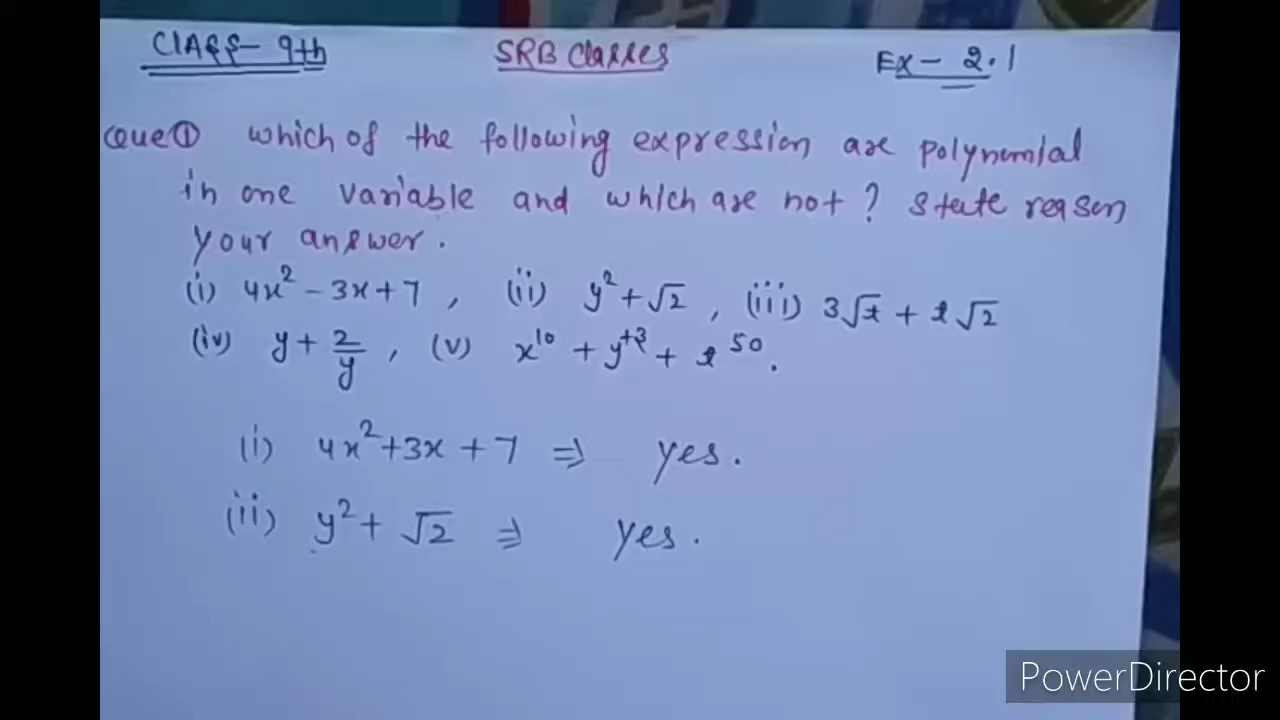 ClASS- 9th SRB Classes Ex- 2.1
Que① which of the following expression are polynomial
in one variable and which are not? state reason
your answer.
(i) 4x² - 3x + 7 , (ii) y² + √2 , (iii) 3√t + t√2
(iv) y + 2/y , (v) x¹⁰ + y⁺³ + t⁵⁰.
(i) 4x² + 3x + 7 ⇒ yes.
(ii) y² + √2 ⇒ yes.
PowerDirector